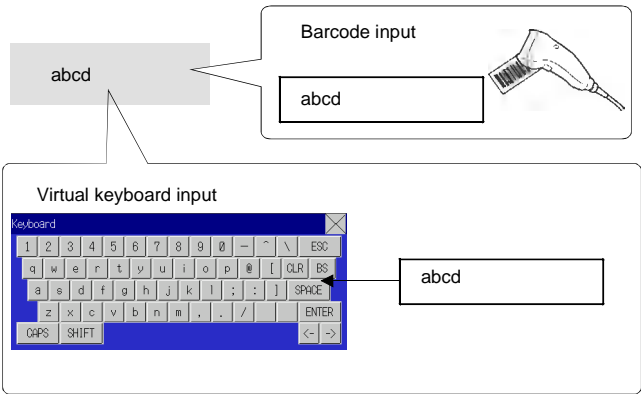 Barcode input
abcd
abcd
Virtual keyboard input
Keyboard
1 2 3 4 5 6 7 8 9 0 - ^ \ ESC
q w e r t y u i o p @ [ CLR BS
a s d f g h j k l ; : ] SPACE
abcd
z x c v b n m , . / ENTER
CAPS SHIFT <- ->